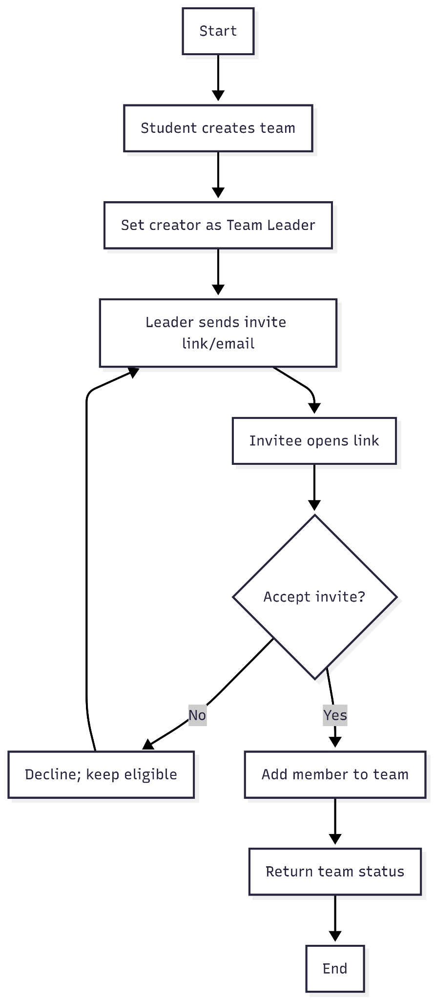 Start
Student creates team
Set creator as Team Leader
Leader sends invite
link/email
Invitee opens link
Accept invite?
No
Yes
Decline; keep eligible
Add member to team
Return team status
End